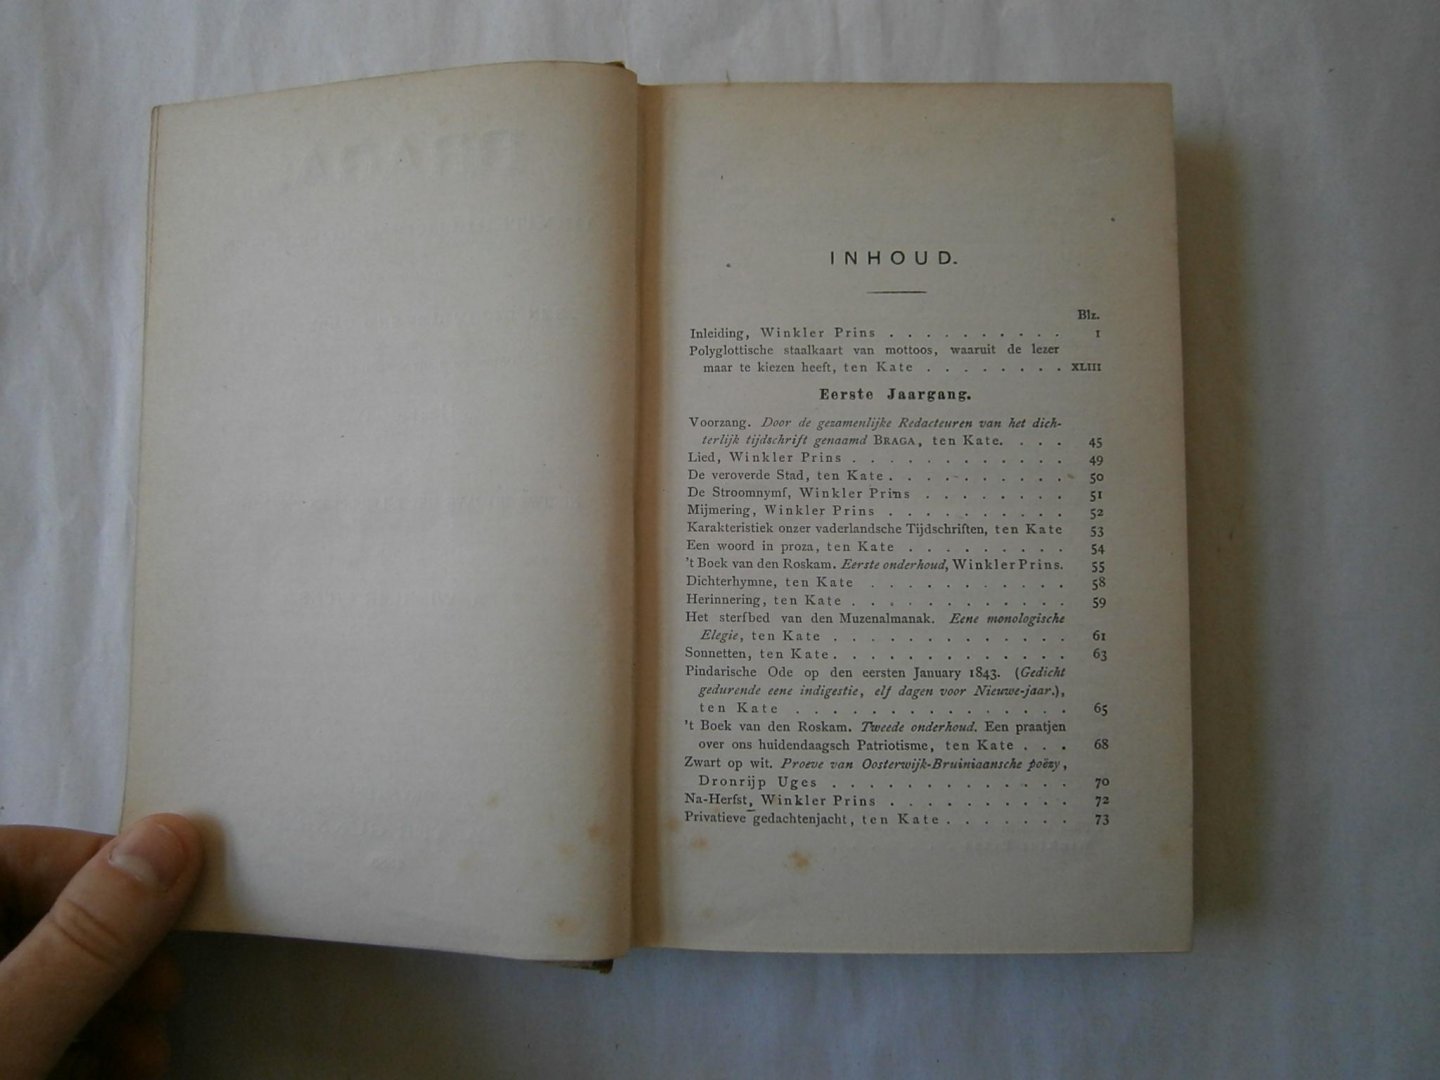 INHOUD.
Blz.
Inleiding, Winkler Prins . . . . . . . . . . I
Polyglottische staalkaart van mottoos, waaruit de lezer
maar te kiezen heeft, ten Kate . . . . . . . . XLIII
Eerste Jaargang.
Voorzang. Door de gezamenlijke Redacteuren van het dich-
terlijk tijdschrift genaamd BRAGA, ten Kate. . . . 45
Lied, Winkler Prins . . . . . . . . . . . . 49
De veroverde Stad, ten Kate . . . . . . . . . . 50
De Stroomnymf, Winkler Prins . . . . . . . . 51
Mijmering, Winkler Prins . . . . . . . . . . 52
Karakteristiek onzer vaderlandsche Tijdschriften, ten Kate 53
Een woord in proza, ten Kate . . . . . . . . . 54
't Boek van den Roskam. Eerste onderhoud, Winkler Prins. 55
Dichterhymne, ten Kate . . . . . . . . . . . 58
Herinnering, ten Kate . . . . . . . . . . . . 59
Het sterfbed van den Muzenalmanak. Eene monologische
Elegie, ten Kate . . . . . . . . . . . . . 61
Sonnetten, ten Kate . . . . . . . . . . . . . 63
Pindarische Ode op den eersten January 1843. (Gedicht
gedurende eene indigestie, elf dagen voor Nieuwe-jaar.),
ten Kate . . . . . . . . . . . . . . . 65
't Boek van den Roskam. Tweede onderhoud. Een praatjen
over ons huidendaagsch Patriotisme, ten Kate . . . 68
Zwart op wit. Proeve van Oosterwijk-Bruiniaansche poëzy,
Dronrijp Uges . . . . . . . . . . . . . 70
Na-Herfst, Winkler Prins . . . . . . . . . . 72
Privatieve gedachtenjacht, ten Kate . . . . . . . 73